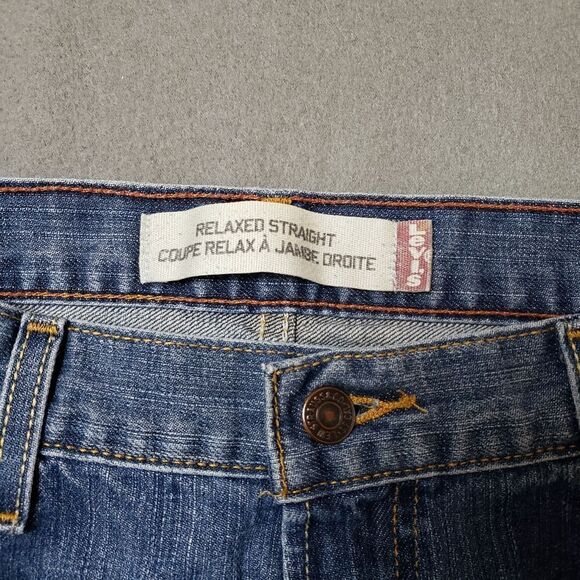 RELAXED STRAIGHT
COUPE RELAX À JAMBE DROITE
Levi's